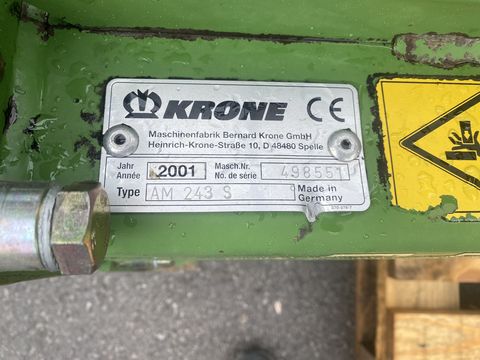 KRONE CE
Maschinenfabrik Bernard Krone GmbH
Heinrich-Krone-Straße 10, D 48480 Spelle
Jahr Masch.Nr.
Année 2001 No. de série 498551
Type AM 243 S Made in
Germany